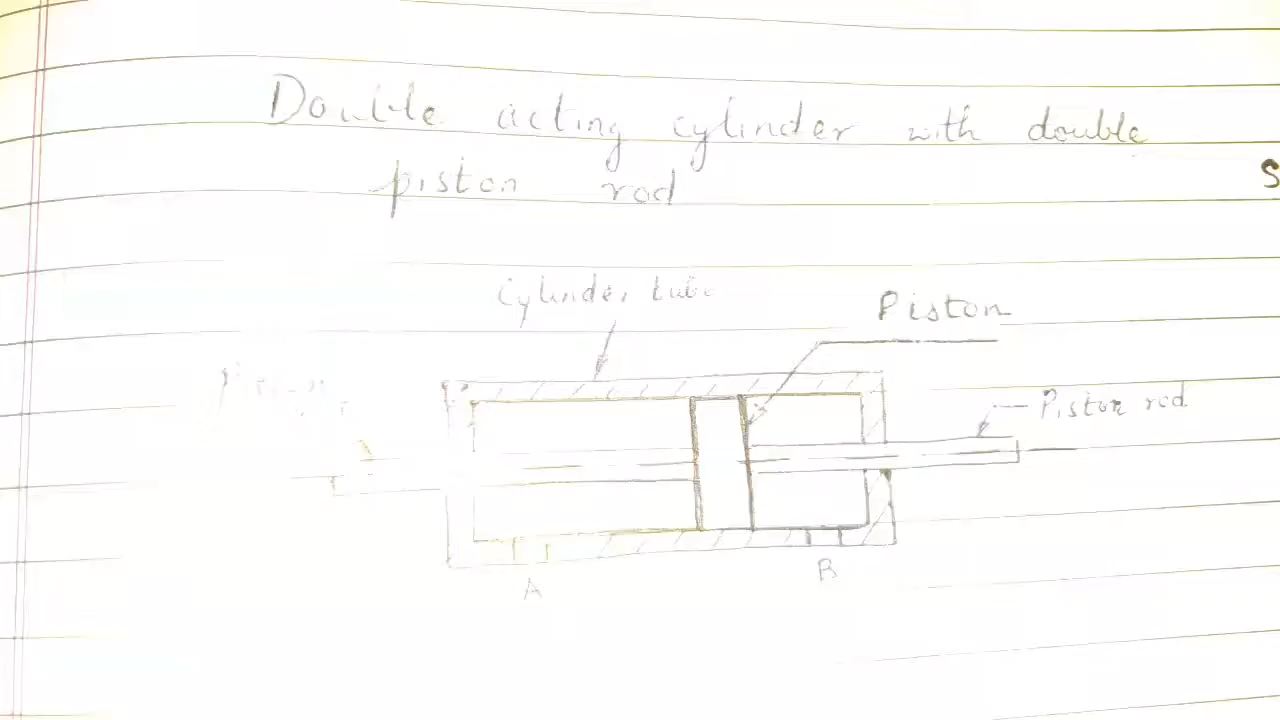 Double acting cylinder with double
piston rod
S
Cylinder tube
Piston
Piston rod
A
B